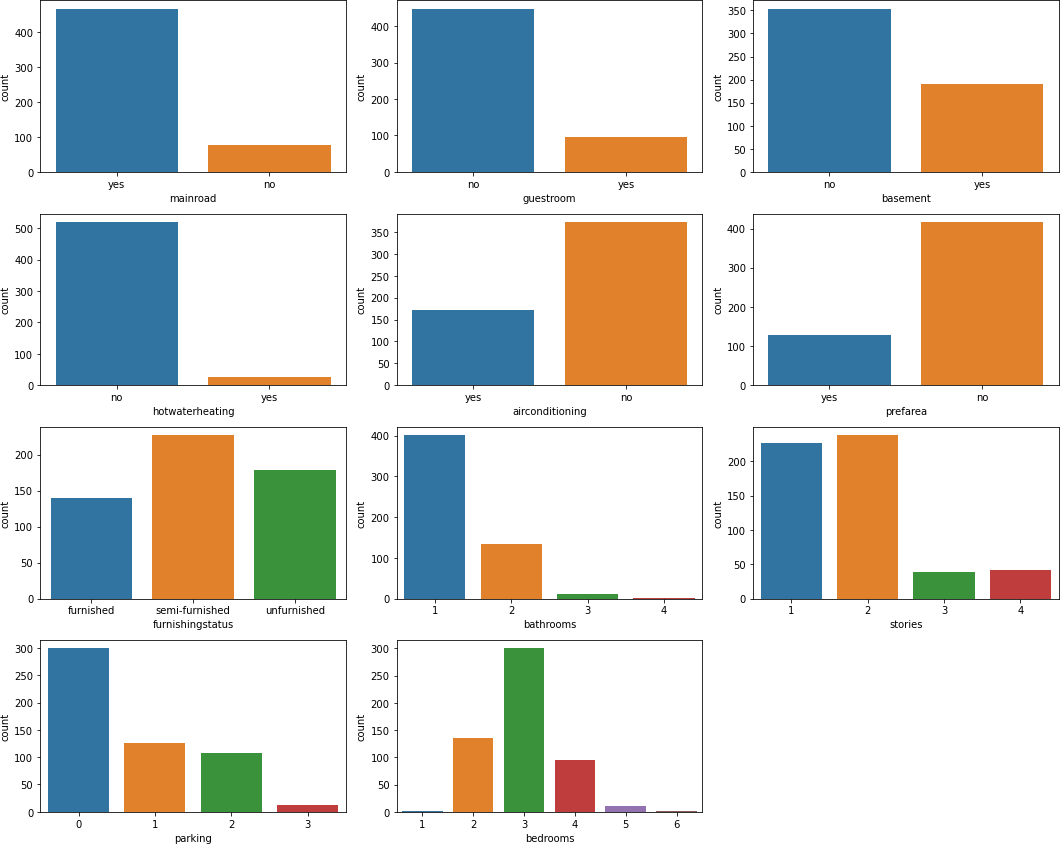 count
400
300
200
100
0
yes no
mainroad
count
400
300
200
100
0
no yes
guestroom
count
350
300
250
200
150
100
50
0
no yes
basement
count
500
400
300
200
100
0
no yes
hotwaterheating
count
350
300
250
200
150
100
50
0
yes no
airconditioning
count
400
300
200
100
0
yes no
prefarea
count
200
150
100
50
0
furnished semi-furnished unfurnished
furnishingstatus
count
400
300
200
100
0
1 2 3 4
bathrooms
count
200
150
100
50
0
1 2 3 4
stories
count
300
250
200
150
100
50
0
0 1 2 3
parking
count
300
250
200
150
100
50
0
1 2 3 4 5 6
bedrooms